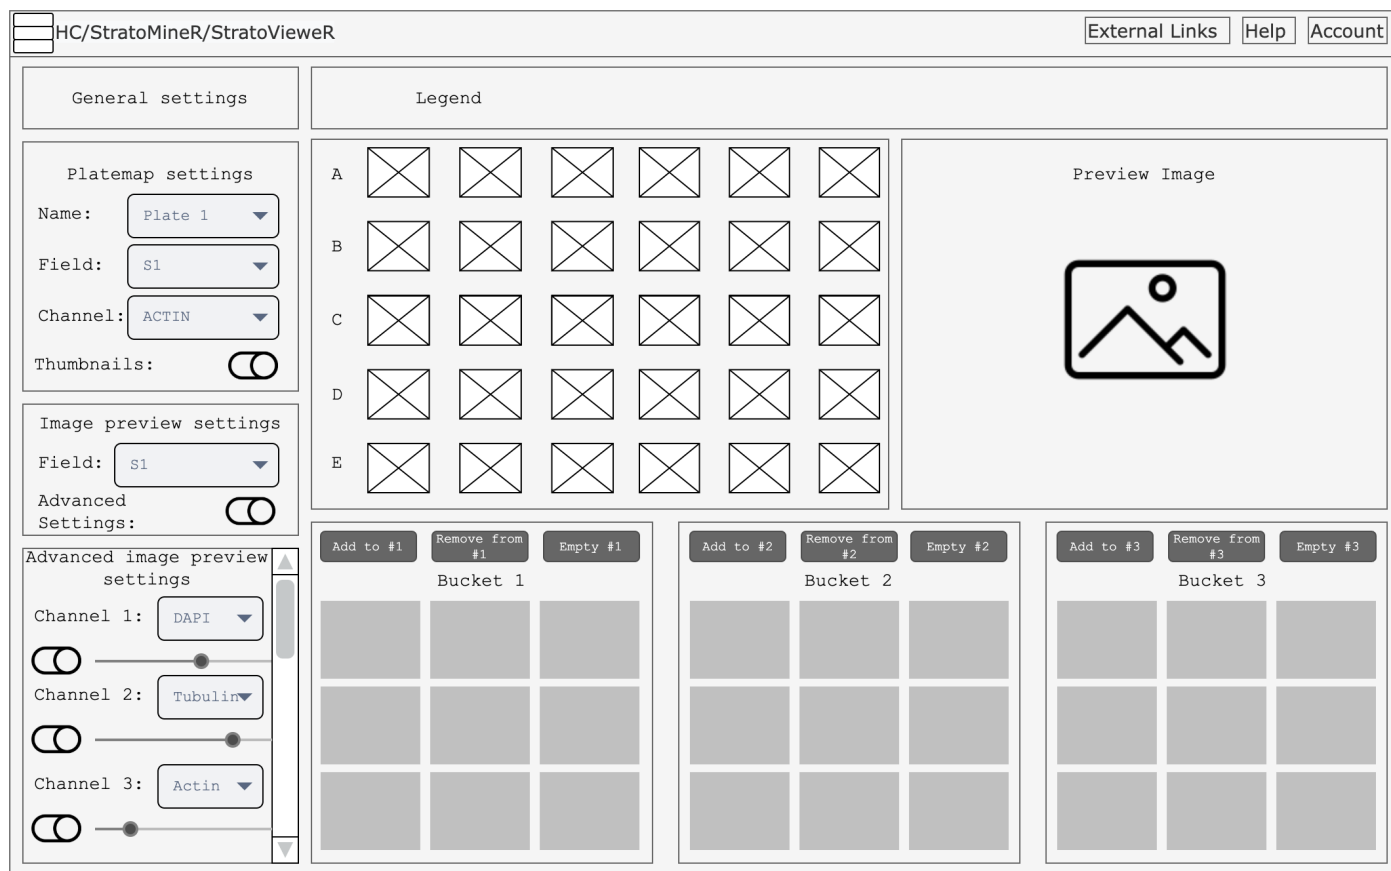 HC/StratoMineR/StratoVieweR
External Links
Help
Account
General settings
Legend
Platemap settings
Name:
Plate 1
Field:
S1
Channel:
ACTIN
Thumbnails:
A
B
C
D
E
Preview Image
Image preview settings
Field:
S1
Advanced
Settings:
Advanced image preview
settings
Channel 1:
DAPI
Channel 2:
Tubulin
Channel 3:
Actin
Add to #1
Remove from
#1
Empty #1
Bucket 1
Add to #2
Remove from
#2
Empty #2
Bucket 2
Add to #3
Remove from
#3
Empty #3
Bucket 3